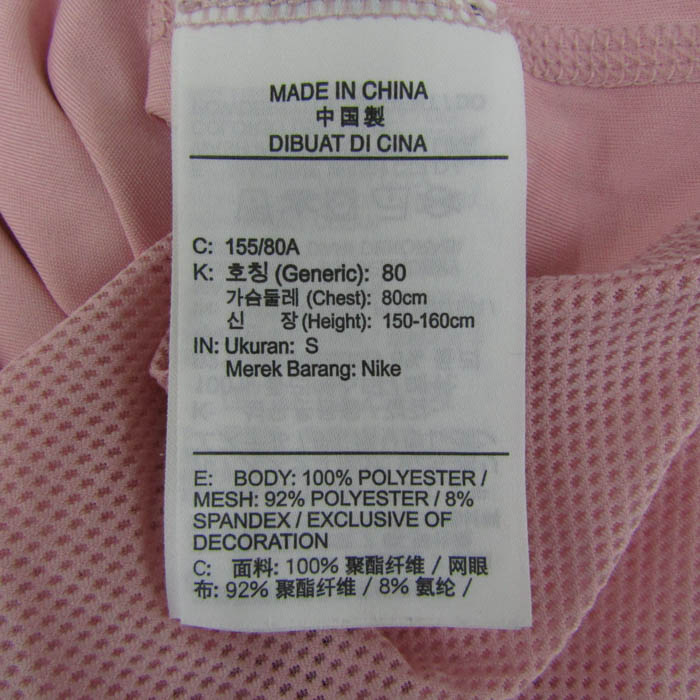 MADE IN CHINA
中国製
DIBUAT DI CINA
C: 155/80A
K: 호칭 (Generic): 80
가슴둘레 (Chest): 80cm
신 장 (Height): 150-160cm
IN: Ukuran: S
Merek Barang: Nike
E: BODY: 100% POLYESTER /
MESH: 92% POLYESTER / 8%
SPANDEX / EXCLUSIVE OF
DECORATION
C: 面料: 100% 聚酯纤维 / 网眼
布: 92% 聚酯纤维 / 8% 氨纶 /